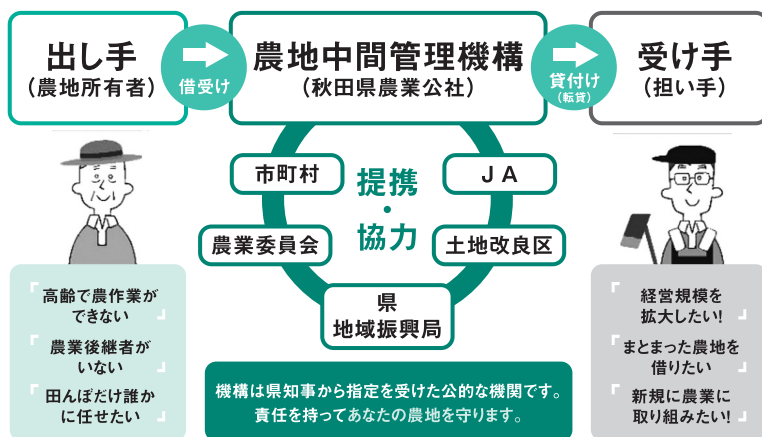 出し手
(農地所有者)
借受け
農地中間管理機構
(秋田県農業公社)
貸付け
(転貸)
受け手
(担い手)
市町村
提携
・
協力
JA
農業委員会
土地改良区
県
地域振興局
「高齢で農作業が
できない」
「農業後継者が
いない」
「田んぼだけ誰か
に任せたい」
機構は県知事から指定を受けた公的な機関です。
責任を持ってあなたの農地を守ります。
「経営規模を
拡大したい!」
「まとまった農地を
借りたい」
「新規に農業に
取り組みたい!」